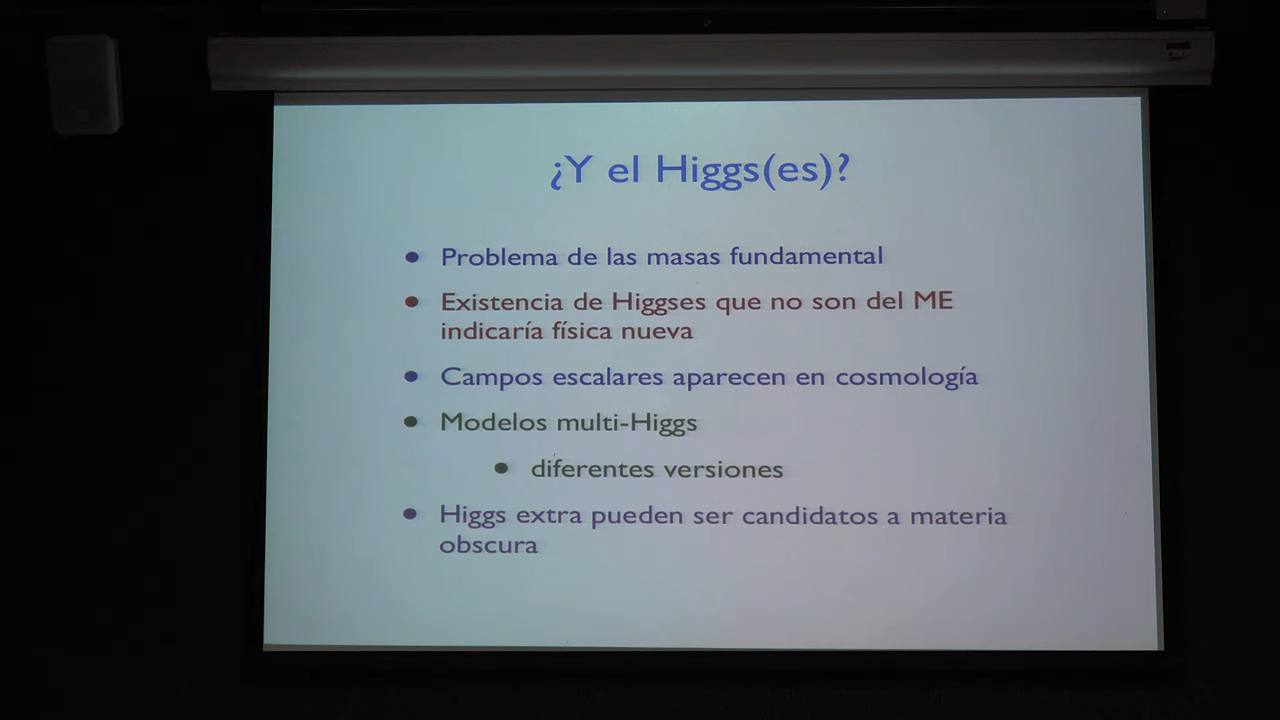 ¿Y el Higgs(es)?
• Problema de las masas fundamental
• Existencia de Higgses que no son del ME
indicaría física nueva
• Campos escalares aparecen en cosmología
• Modelos multi-Higgs
• diferentes versiones
• Higgs extra pueden ser candidatos a materia
obscura